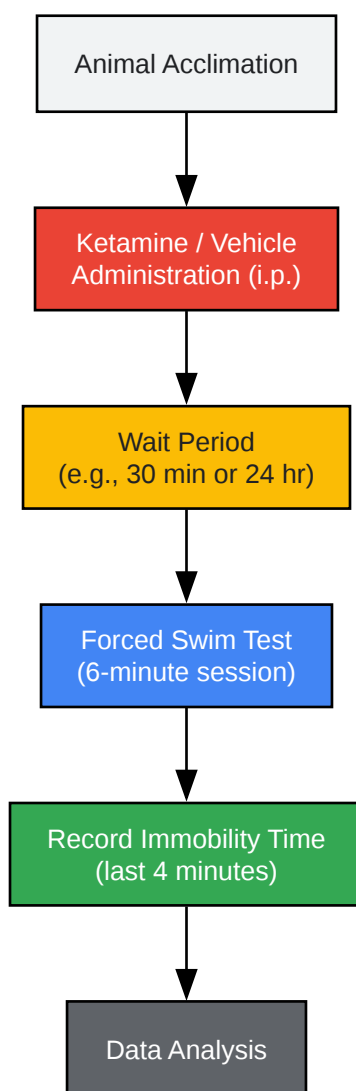 Animal Acclimation
Ketamine / Vehicle
Administration (i.p.)
Wait Period
(e.g., 30 min or 24 hr)
Forced Swim Test
(6-minute session)
Record Immobility Time
(last 4 minutes)
Data Analysis